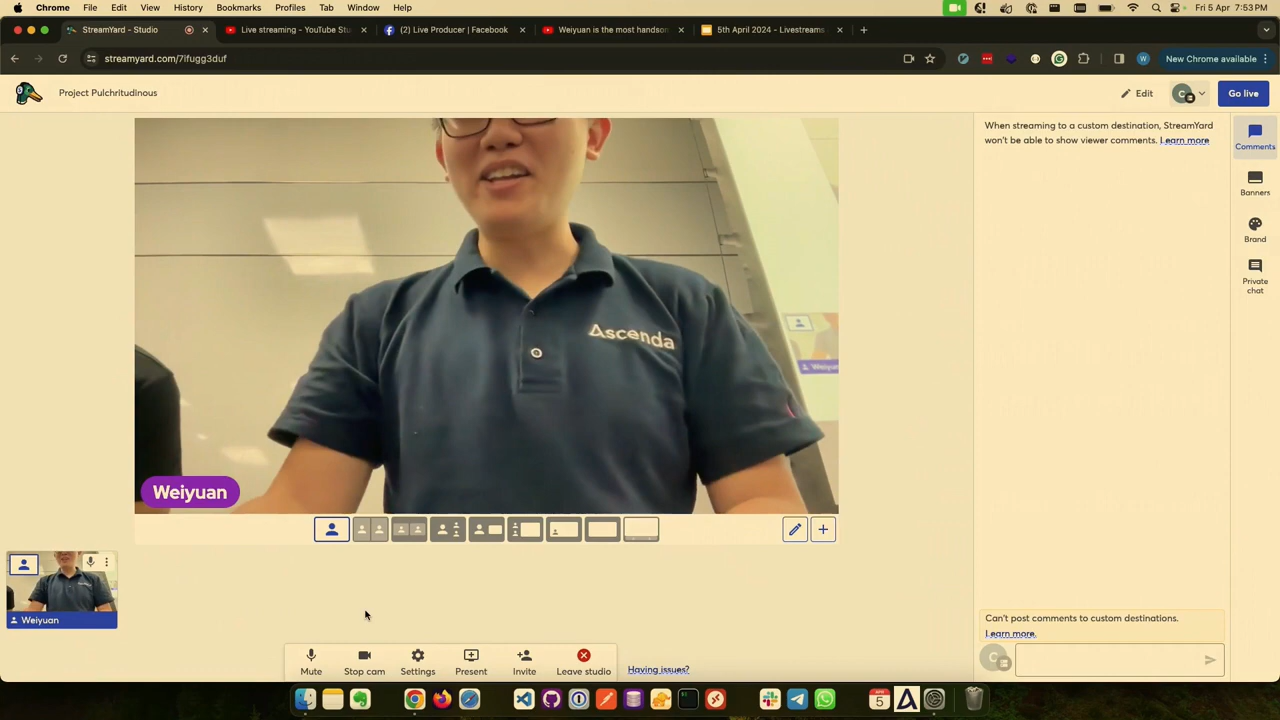 Chrome File Edit View History Bookmarks Profiles Tab Window Help
Fri 5 Apr 7:53 PM
StreamYard - Studio
Live streaming - YouTube Stu
(2) Live Producer | Facebook
Weiyuan is the most handson
5th April 2024 - Livestreams
streamyard.com/7ifugg3duf
New Chrome available
Project Pulchritudinous
Edit
C
Go live
When streaming to a custom destination, StreamYard
won't be able to show viewer comments. Learn more
Comments
Banners
Brand
Private
chat
Ascenda
Weiyuan
Weiyuan
Weiyuan
Can't post comments to custom destinations.
Learn more.
Mute
Stop cam
Settings
Present
Invite
Leave studio
Having issues?